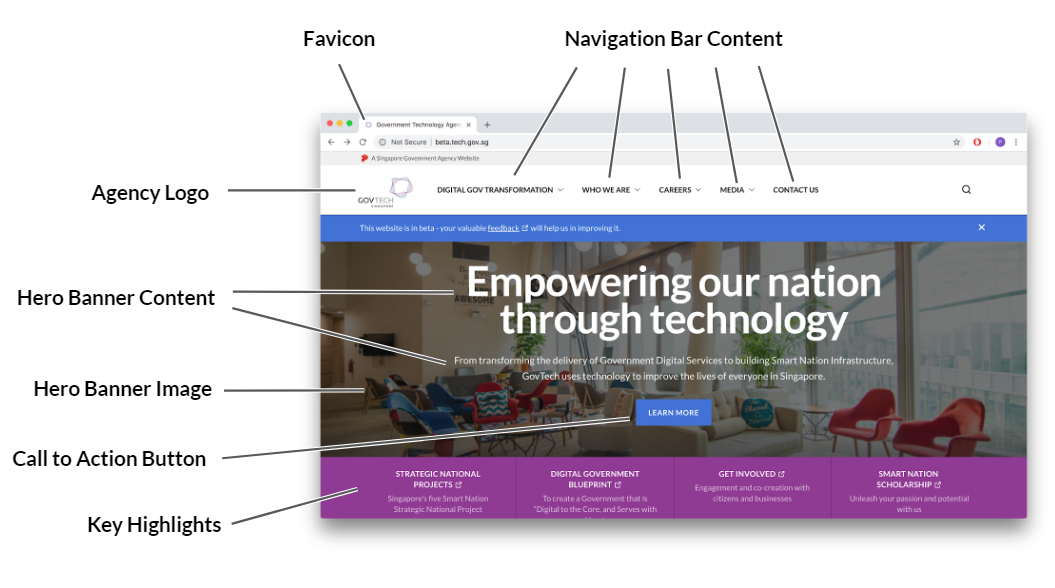 Favicon
Navigation Bar Content
Government Technology Agen
Not Secure | beta.tech.gov.sg
P
A Singapore Government Agency Website
Agency Logo
GOVTECH
SINGAPORE
DIGITAL GOV TRANSFORMATION
WHO WE ARE
CAREERS
MEDIA
CONTACT US
This website is in beta - your valuable feedback will help us in improving it.
Hero Banner Content
AWESOME
Empowering our nation
through technology
From transforming the delivery of Government Digital Services to building Smart Nation Infrastructure,
GovTech uses technology to improve the lives of everyone in Singapore.
Hero Banner Image
LEARN MORE
Call to Action Button
Key Highlights
STRATEGIC NATIONAL
PROJECTS
Singapore's five Smart Nation
Strategic National Project
DIGITAL GOVERNMENT
BLUEPRINT
To create a Government that is
"Digital to the Core, and Serves with
GET INVOLVED
Engagement and co-creation with
citizens and businesses
SMART NATION
SCHOLARSHIP
Unleash your passion and potential
with us